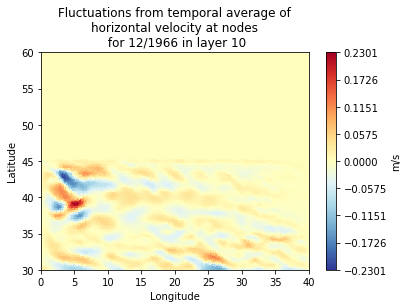 Fluctuations from temporal average of
horizontal velocity at nodes
for 12/1966 in layer 10
60
55
50
45
40
35
30
Latitude
0 5 10 15 20 25 30 35 40
Longitude
0.2301
0.1726
0.1151
0.0575
0.0000
−0.0575
−0.1151
−0.1726
−0.2301
m/s